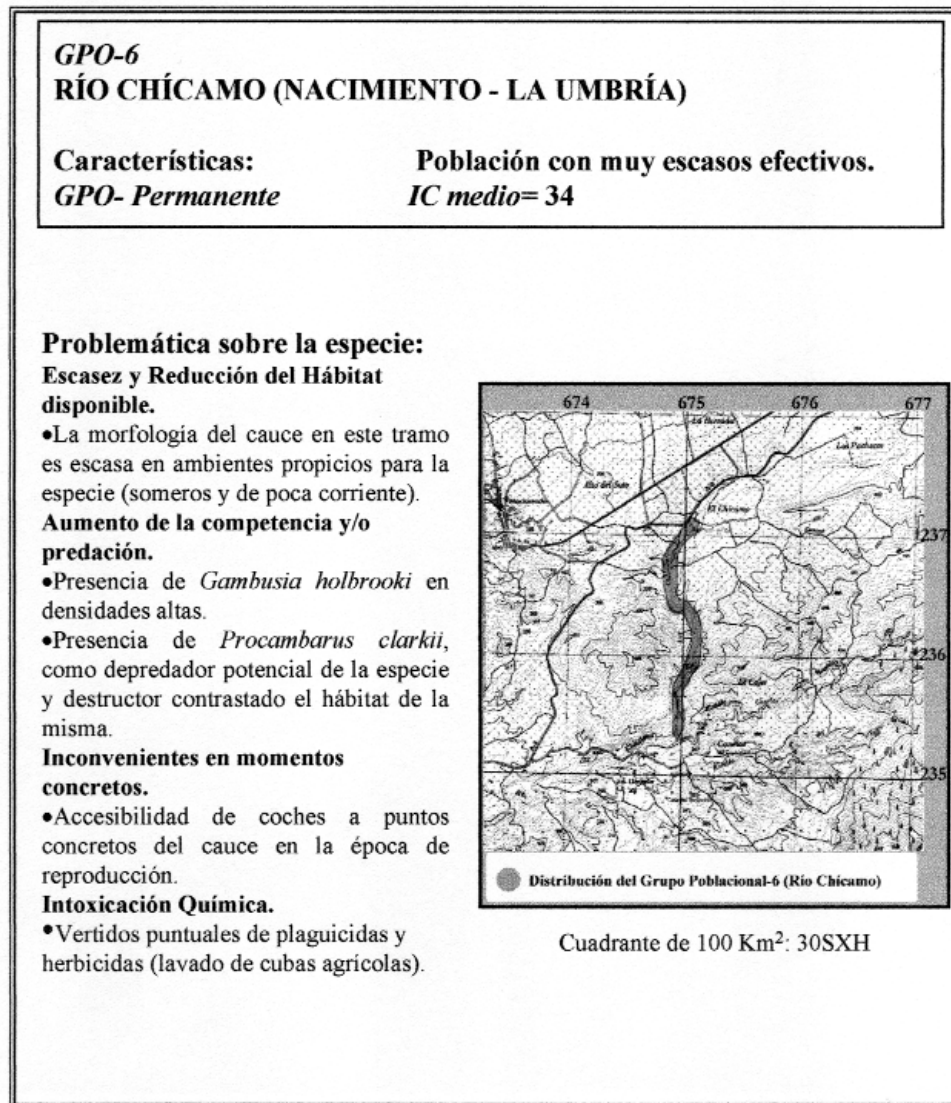 GPO-6
RÍO CHÍCAMO (NACIMIENTO - LA UMBRÍA)
Características: Población con muy escasos efectivos.
GPO- Permanente IC medio= 34
Problemática sobre la especie:
Escasez y Reducción del Hábitat
disponible.
•La morfología del cauce en este tramo
es escasa en ambientes propicios para la
especie (someros y de poca corriente).
Aumento de la competencia y/o
predación.
•Presencia de Gambusia holbrooki en
densidades altas.
•Presencia de Procambarus clarkii,
como depredador potencial de la especie
y destructor contrastado el hábitat de la
misma.
Inconvenientes en momentos
concretos.
•Accesibilidad de coches a puntos
concretos del cauce en la época de
reproducción.
Intoxicación Química.
•Vertidos puntuales de plaguicidas y
herbicidas (lavado de cubas agrícolas).
674 675 676 677
El Chícamo
237
236
235
Distribución del Grupo Poblacional-6 (Río Chícamo)
Cuadrante de 100 Km²: 30SXH